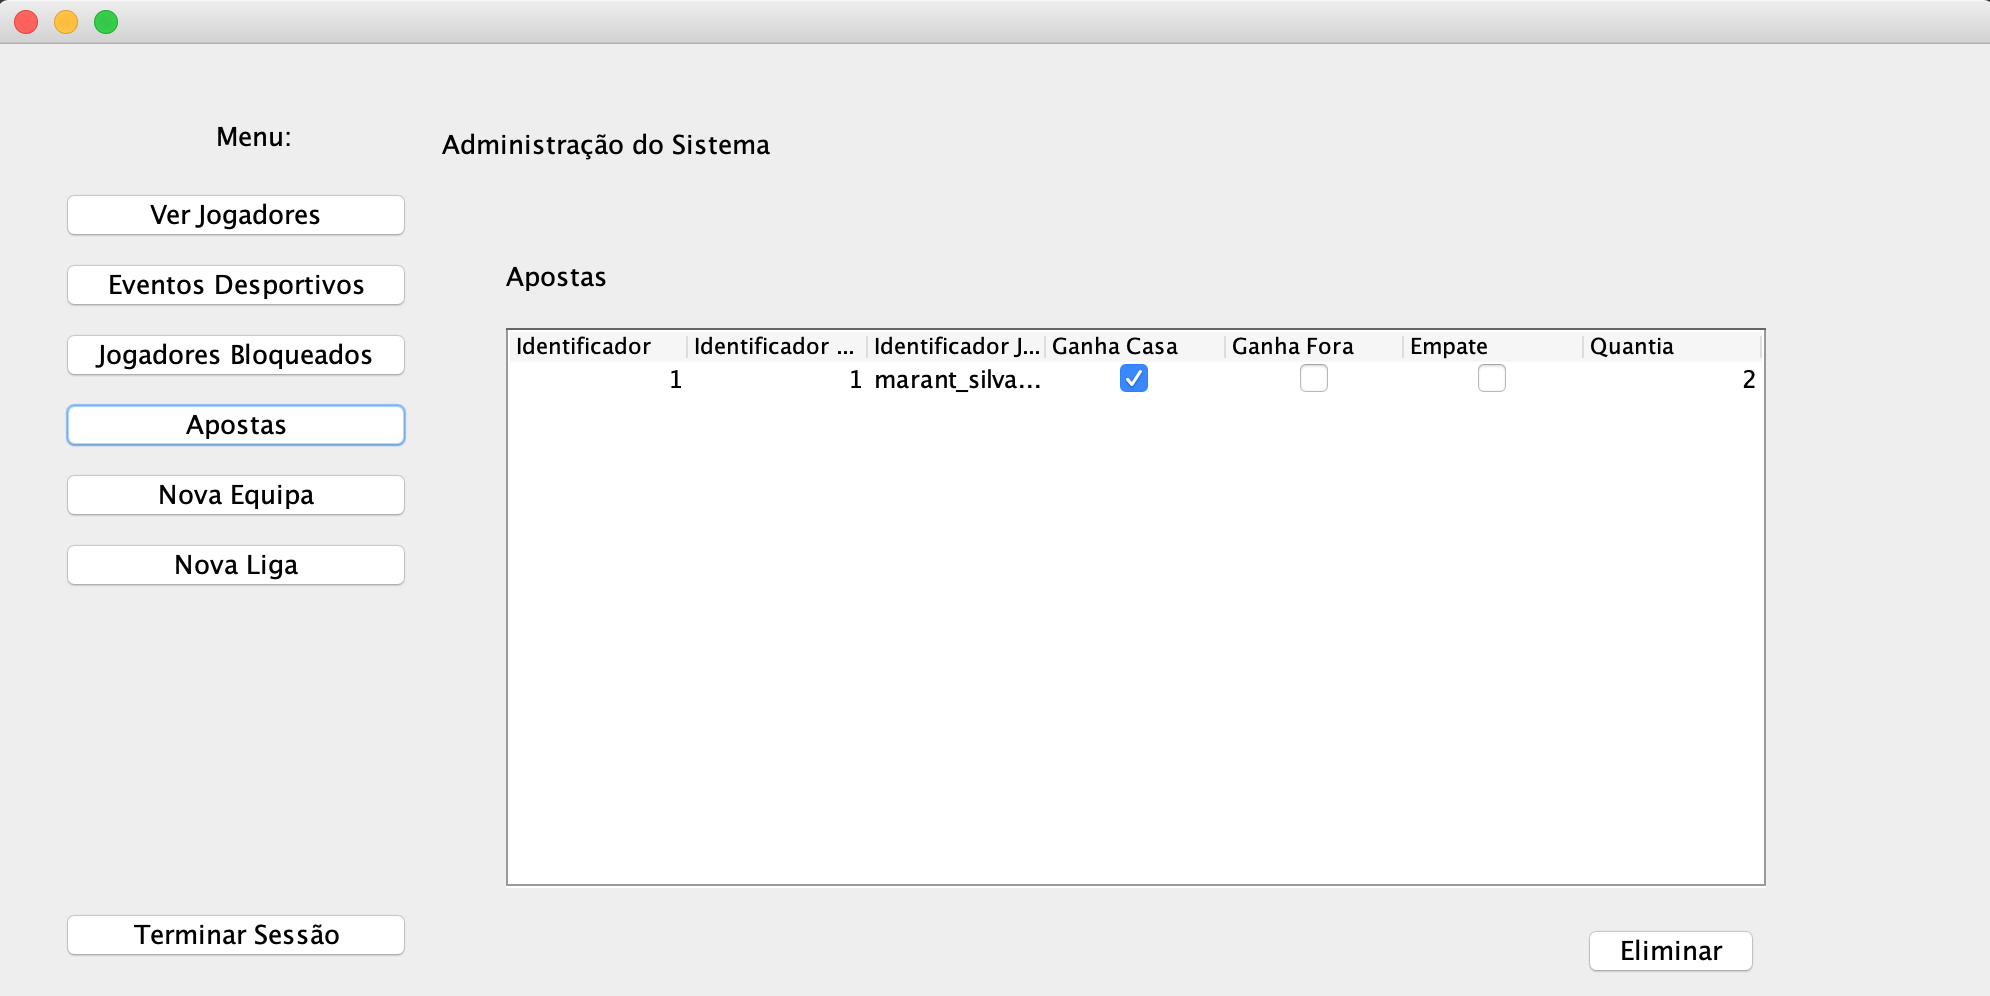 Menu:
Administração do Sistema
Ver Jogadores
Eventos Desportivos
Jogadores Bloqueados
Apostas
Nova Equipa
Nova Liga
Terminar Sessão
Apostas
Identificador Identificador ... Identificador J... Ganha Casa Ganha Fora Empate Quantia
1 1 marant_silva... 2
Eliminar